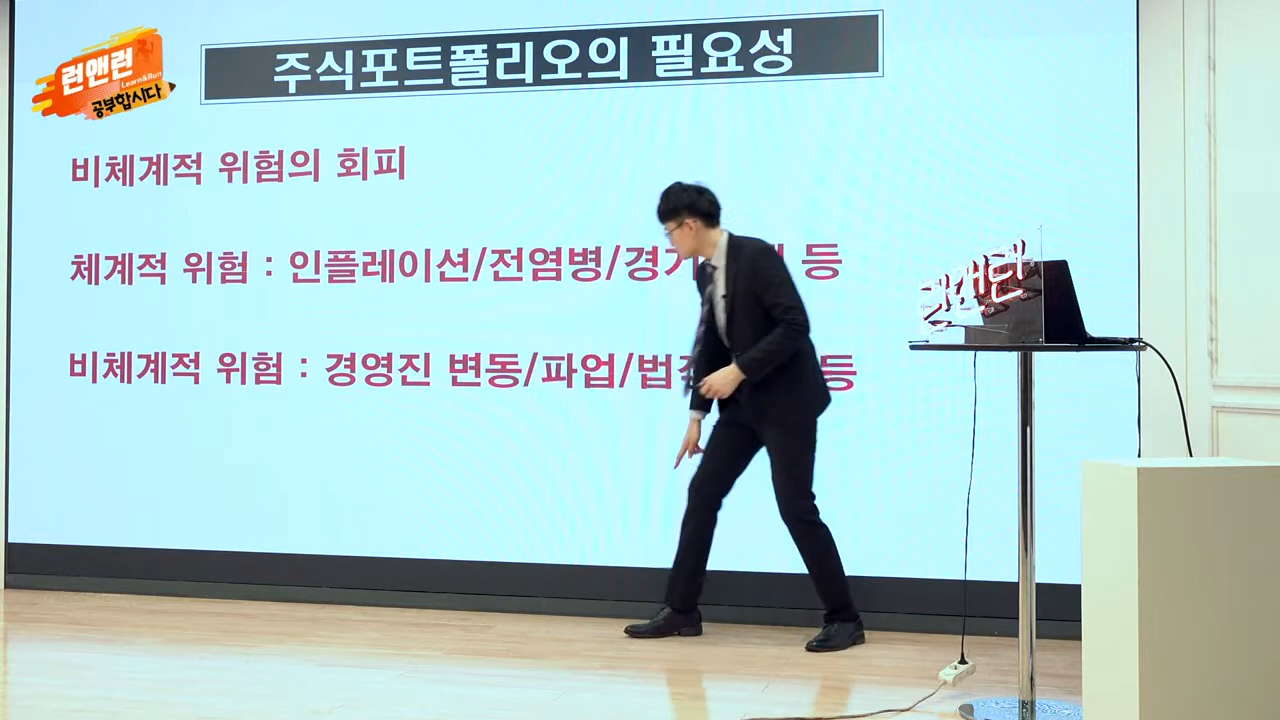 런앤런
Learn&Run
공부합시다
주식포트폴리오의 필요성
비체계적 위험의 회피
체계적 위험 : 인플레이션/전염병/경기 등
비체계적 위험 : 경영진 변동/파업/법 등
런앤런